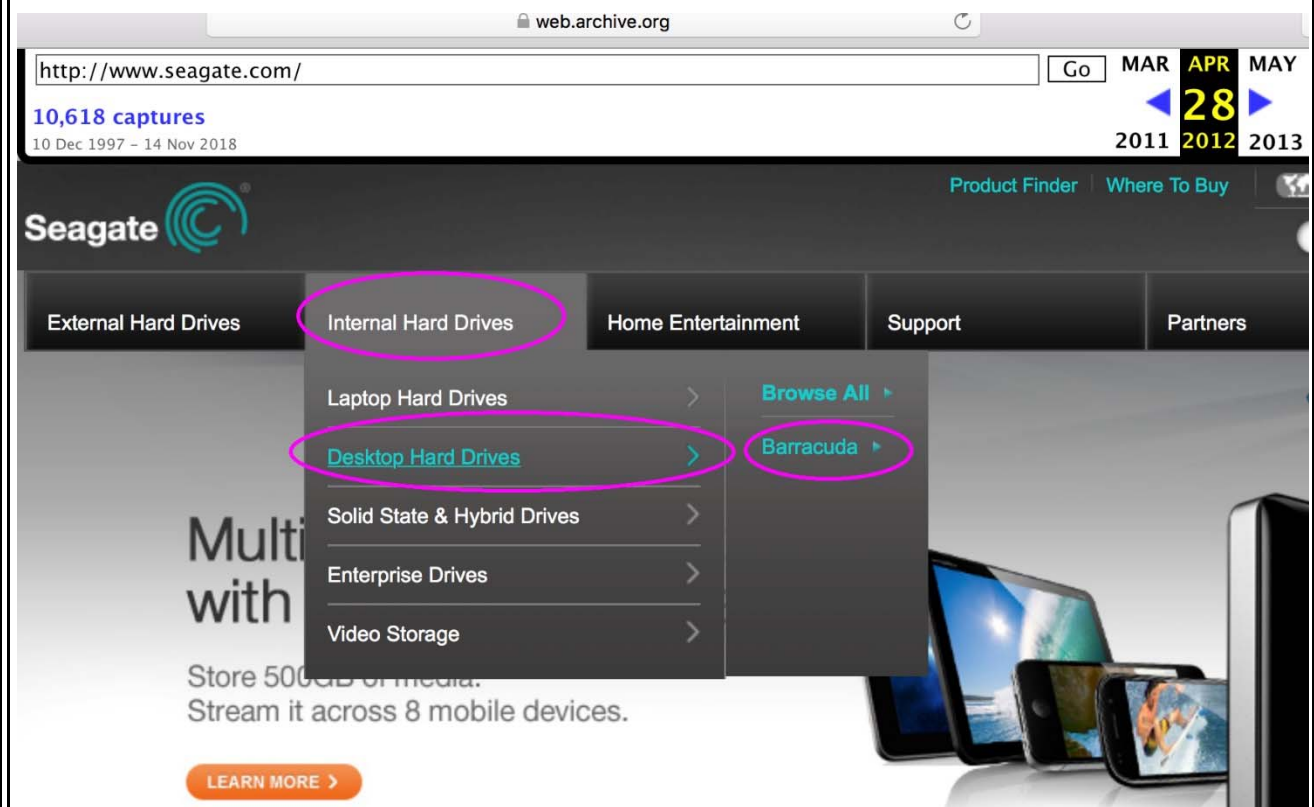 web.archive.org
http://www.seagate.com/
Go
MAR APR MAY
10,618 captures
28
10 Dec 1997 – 14 Nov 2018
2011 2012 2013
Product Finder
Where To Buy
Seagate ®
External Hard Drives
Internal Hard Drives
Home Entertainment
Support
Partners
Laptop Hard Drives
Desktop Hard Drives
Solid State & Hybrid Drives
Enterprise Drives
Video Storage
Browse All
Barracuda
Multi
with
Store 500GB of media.
Stream it across 8 mobile devices.
LEARN MORE